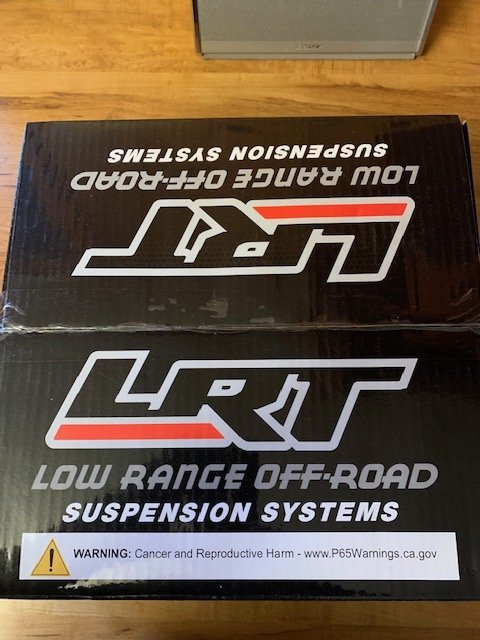 SUSPENSION SYSTEMS
LOW RANGE OFF-ROAD
LRT
LRT
LOW RANGE OFF-ROAD
SUSPENSION SYSTEMS
WARNING: Cancer and Reproductive Harm - www.P65Warnings.ca.gov